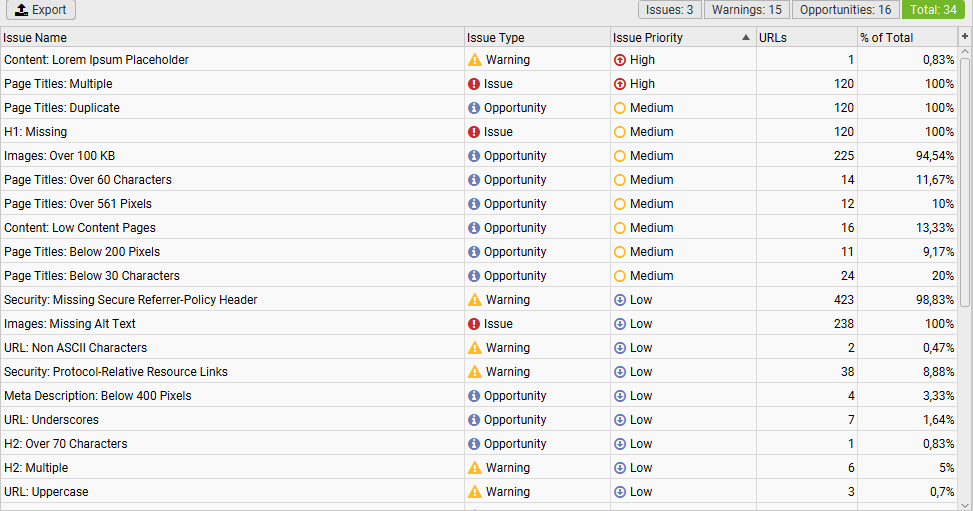 Export Issues: 3 Warnings: 15 Opportunities: 16 Total: 34
Issue Name Issue Type Issue Priority URLs % of Total +
Content: Lorem Ipsum Placeholder Warning High 1 0,83%
Page Titles: Multiple Issue High 120 100%
Page Titles: Duplicate Opportunity Medium 120 100%
H1: Missing Issue Medium 120 100%
Images: Over 100 KB Opportunity Medium 225 94,54%
Page Titles: Over 60 Characters Opportunity Medium 14 11,67%
Page Titles: Over 561 Pixels Opportunity Medium 12 10%
Content: Low Content Pages Opportunity Medium 16 13,33%
Page Titles: Below 200 Pixels Opportunity Medium 11 9,17%
Page Titles: Below 30 Characters Opportunity Medium 24 20%
Security: Missing Secure Referrer-Policy Header Warning Low 423 98,83%
Images: Missing Alt Text Issue Low 238 100%
URL: Non ASCII Characters Warning Low 2 0,47%
Security: Protocol-Relative Resource Links Warning Low 38 8,88%
Meta Description: Below 400 Pixels Opportunity Low 4 3,33%
URL: Underscores Opportunity Low 7 1,64%
H2: Over 70 Characters Opportunity Low 1 0,83%
H2: Multiple Warning Low 6 5%
URL: Uppercase Warning Low 3 0,7%